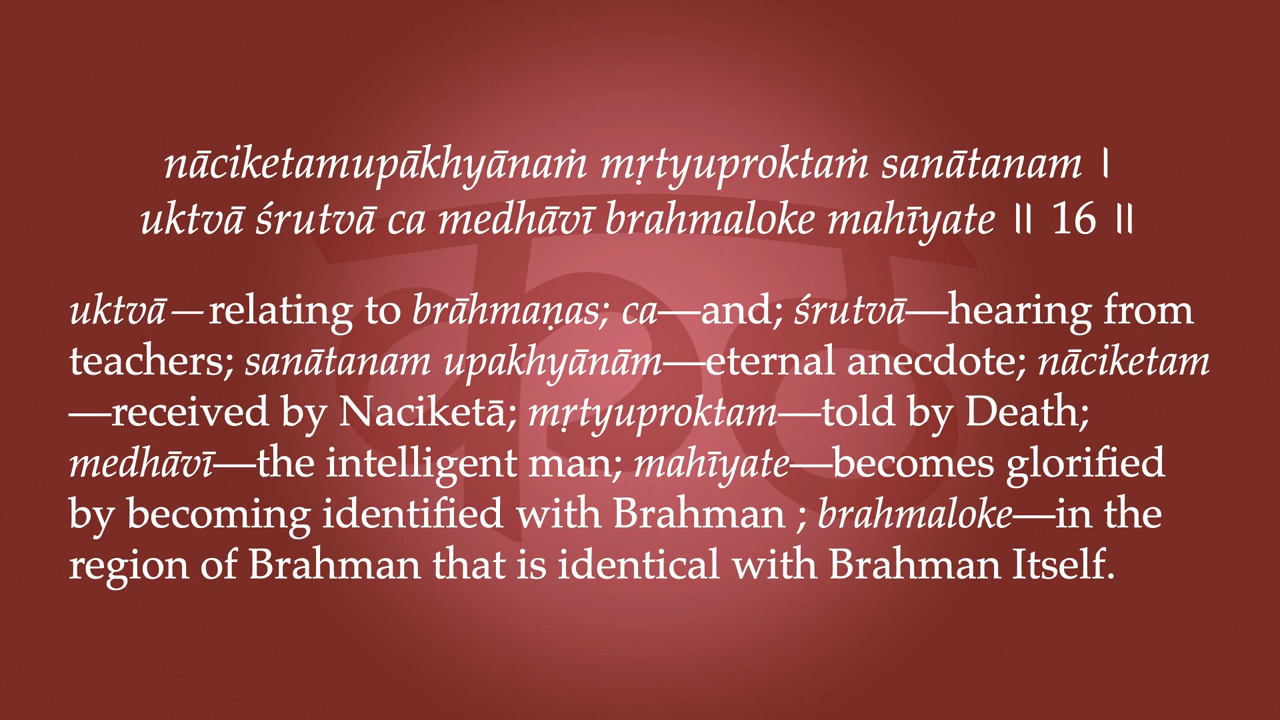 nāciketamupākhyānaṁ mṛtyuproktaṁ sanātanam ।
uktvā śrutvā ca medhāvī brahmaloke mahīyate ॥ 16 ॥
uktvā—relating to brāhmaṇas; ca—and; śrutvā—hearing from
teachers; sanātanam upakhyānām—eternal anecdote; nāciketam
—received by Naciketā; mṛtyuproktam—told by Death;
medhāvī—the intelligent man; mahīyate—becomes glorified
by becoming identified with Brahman ; brahmaloke—in the
region of Brahman that is identical with Brahman Itself.
कठ